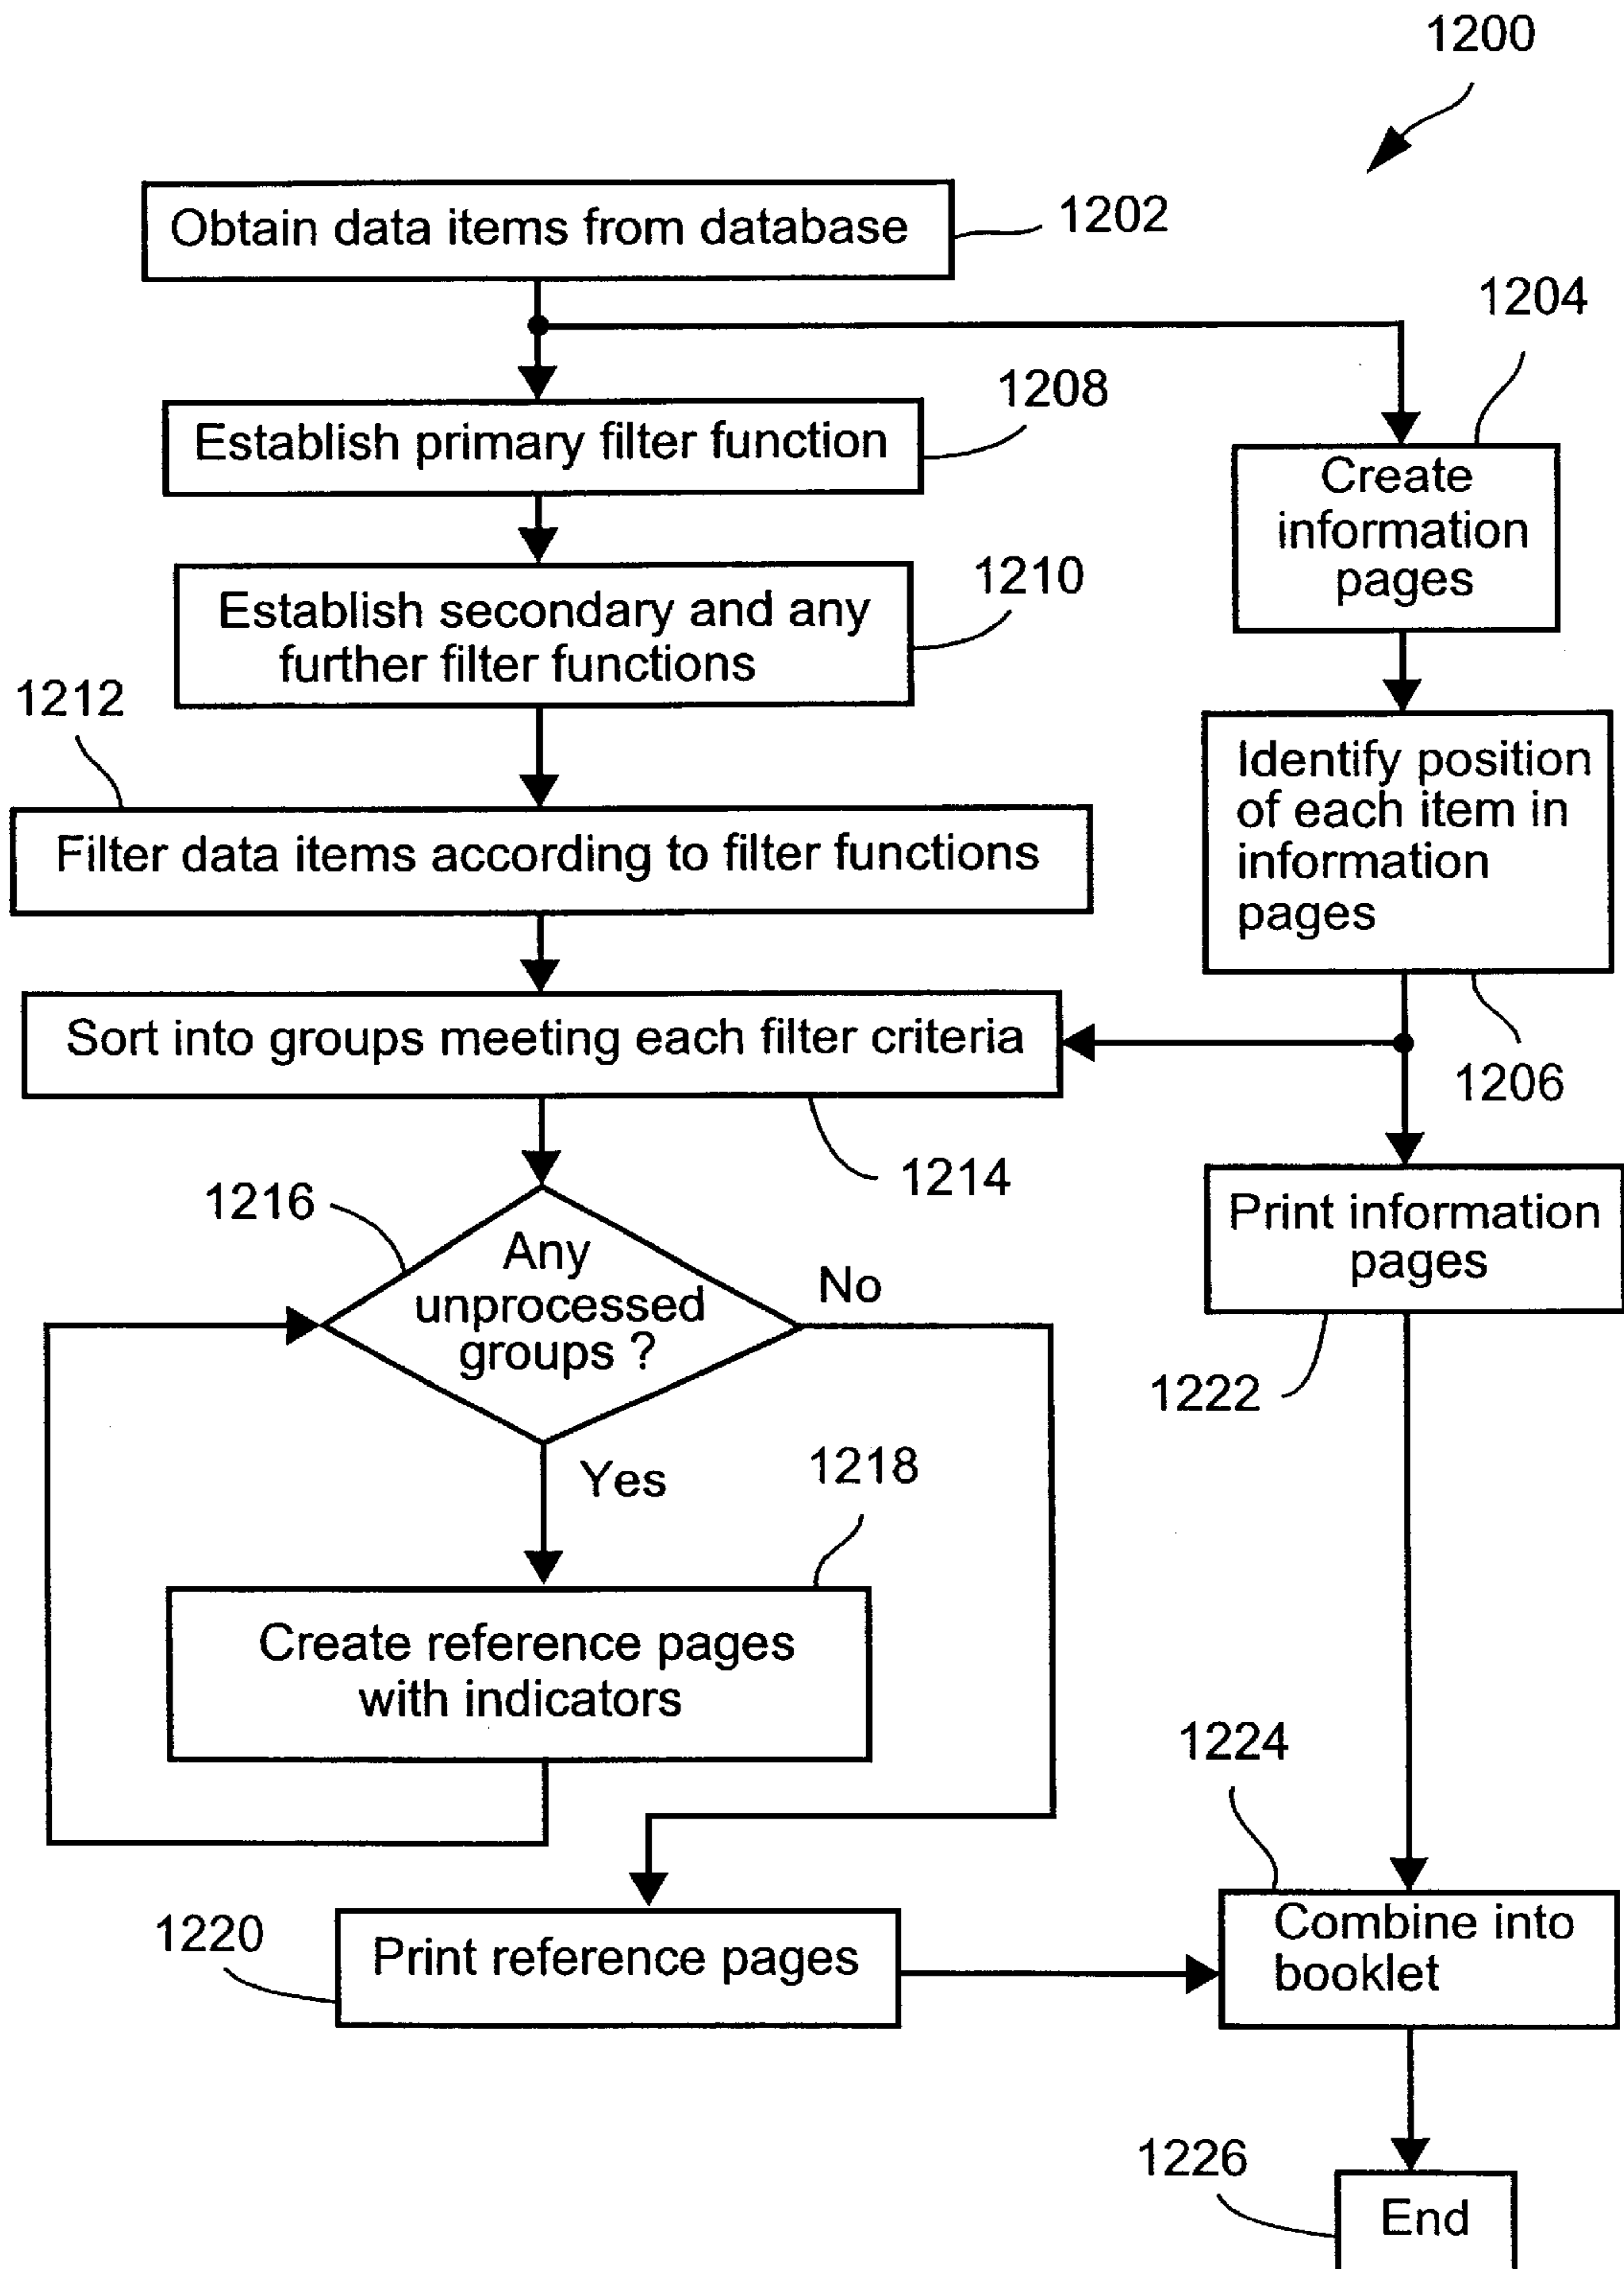 1200
Obtain data items from database
1202
1204
1208
Establish primary filter function
Create
information
pages
1210
Establish secondary and any
further filter functions
1212
Identify position
of each item in
information
pages
Filter data items according to filter functions
Sort into groups meeting each filter criteria
1206
1214
1216
Any
unprocessed
groups ?
No
Print information
pages
1222
Yes
1218
Create reference pages
with indicators
1224
1220
Print reference pages
Combine into
booklet
1226
End